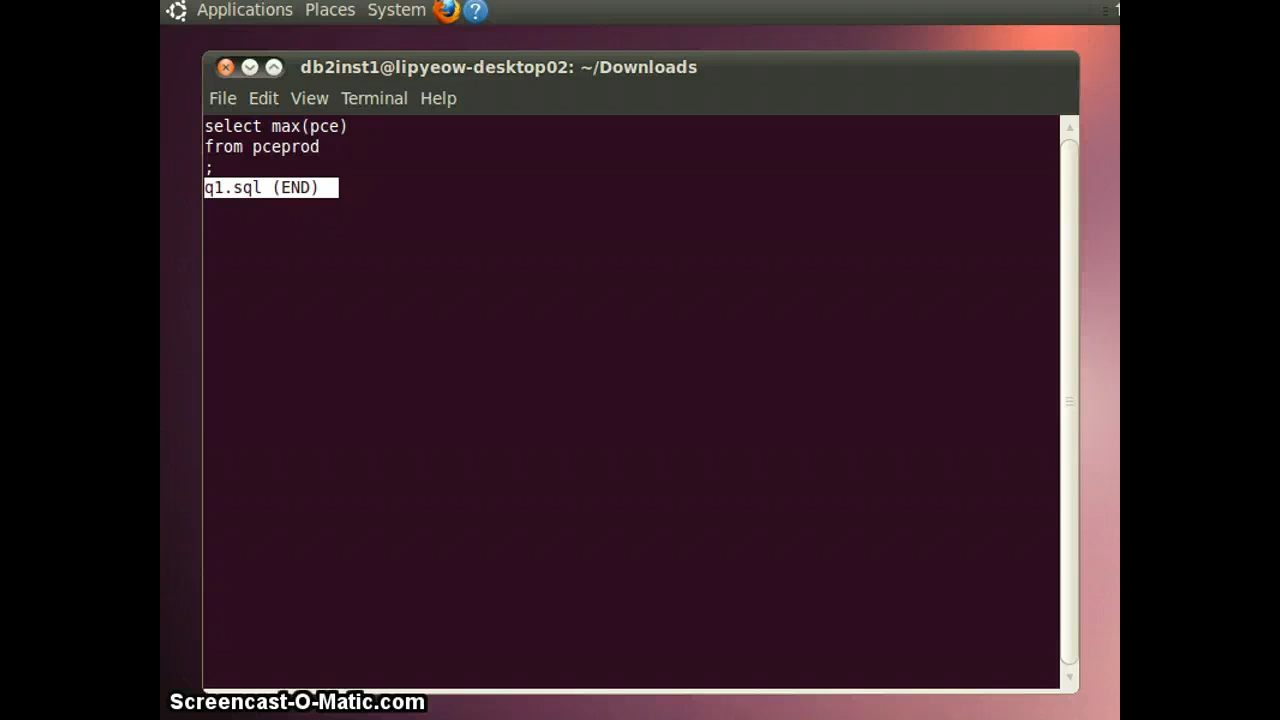 Applications Places System
db2inst1@lipyeow-desktop02: ~/Downloads
File Edit View Terminal Help
select max(pce)
from pceprod
;
q1.sql (END)
Screencast-O-Matic.com